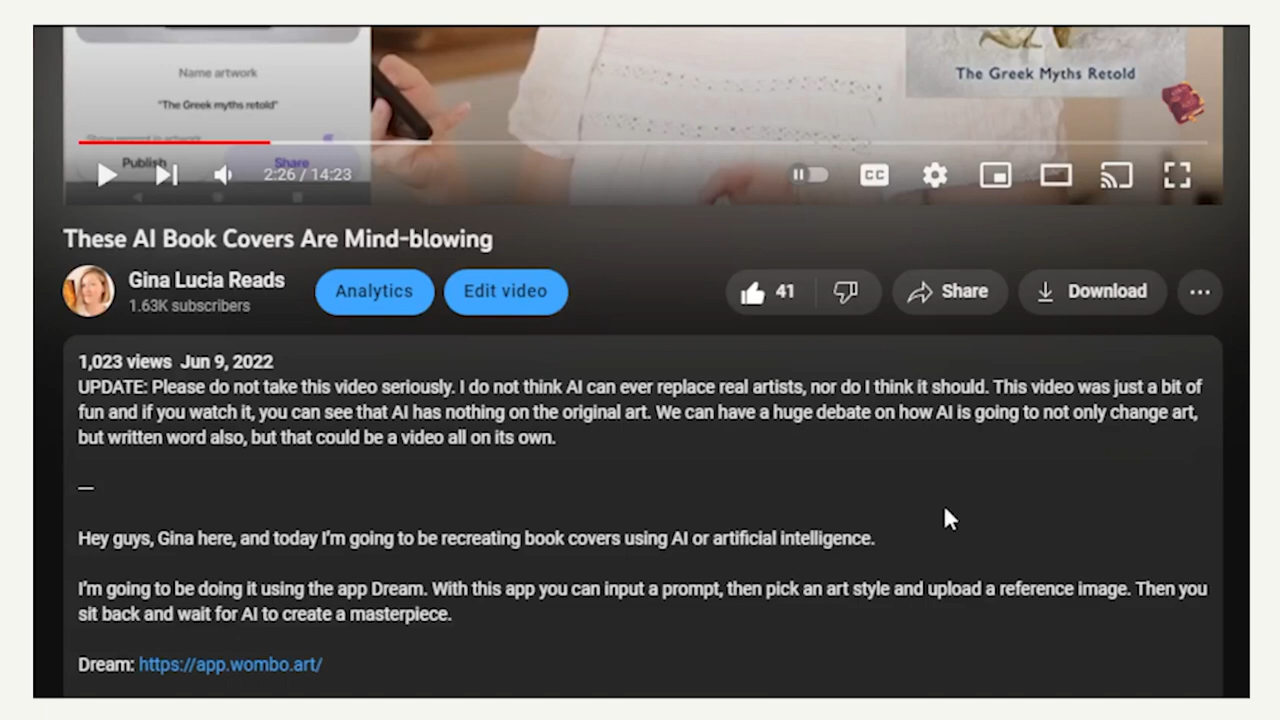 Name artwork
The Greek Myths Retold
"The Greek myths retold"
Show prompt in artwork
Publish
Share
2:26 / 14:23
CC
These AI Book Covers Are Mind-blowing
Gina Lucia Reads
1.63K subscribers
Analytics
Edit video
41
Share
Download
1,023 views Jun 9, 2022
UPDATE: Please do not take this video seriously. I do not think AI can ever replace real artists, nor do I think it should. This video was just a bit of
fun and if you watch it, you can see that AI has nothing on the original art. We can have a huge debate on how AI is going to not only change art,
but written word also, but that could be a video all on its own.
—
Hey guys, Gina here, and today I'm going to be recreating book covers using AI or artificial intelligence.
I'm going to be doing it using the app Dream. With this app you can input a prompt, then pick an art style and upload a reference image. Then you
sit back and wait for AI to create a masterpiece.
Dream: https://app.wombo.art/